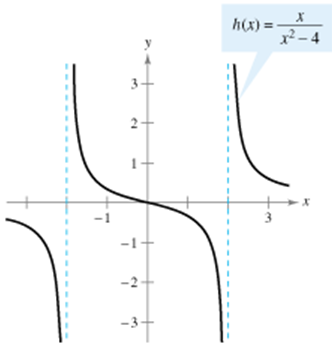 h(x) = x / (x² – 4)
y
3
2
1
x
–1
3
–1
–2
–3